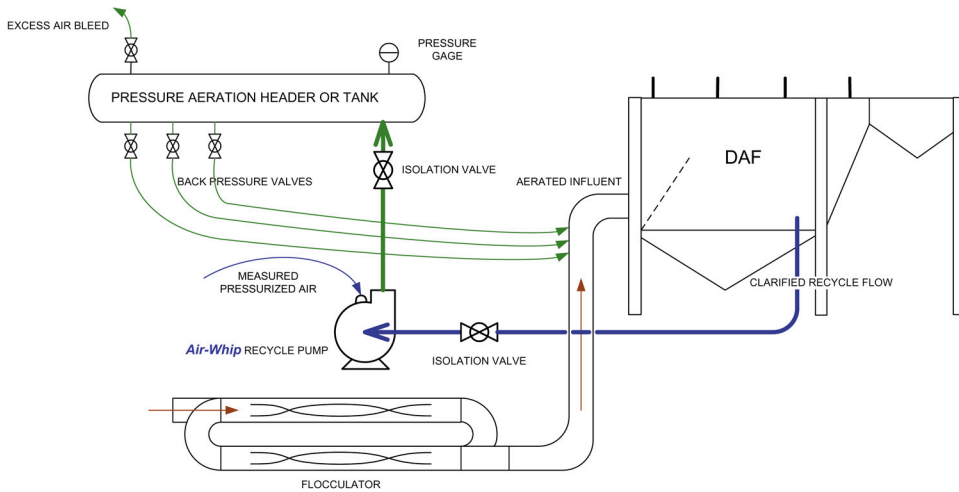 EXCESS AIR BLEED
PRESSURE
GAGE
PRESSURE AERATION HEADER OR TANK
DAF
ISOLATION VALVE
BACK PRESSURE VALVES
AERATED INFLUENT
MEASURED
PRESSURIZED AIR
CLARIFIED RECYCLE FLOW
Air-Whip RECYCLE PUMP
ISOLATION VALVE
FLOCCULATOR